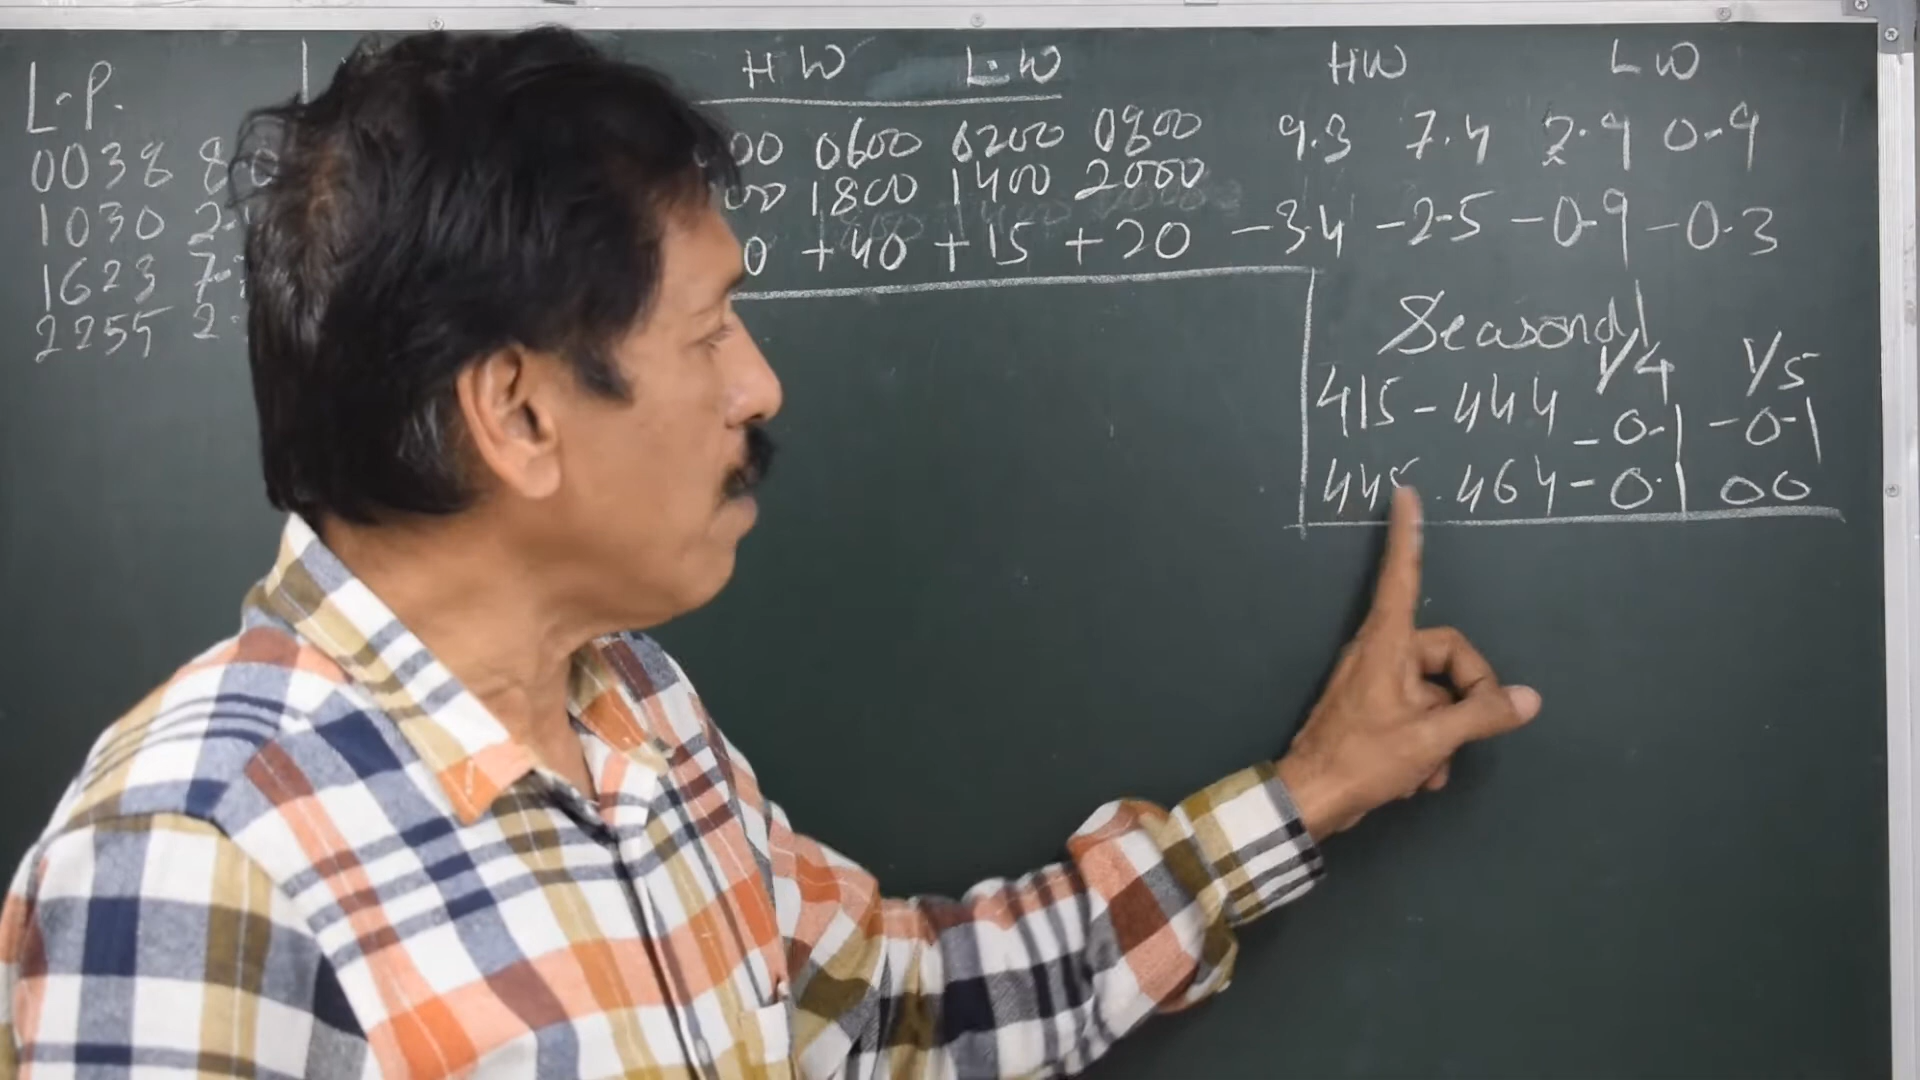 L.P. H W L.W HW LW
0038 8.0 00 0600 0200 0800 9.3 7.4 2.9 0.9
1030 2. 00 1800 1400 2000
1623 7. 0 +40 +15 +20 -3.4 -2.5 -0.9 -0.3
2255 2.
Seasonal
1/4 1/5
415-444 -0.1 -0.1
445.464 -0.1 00